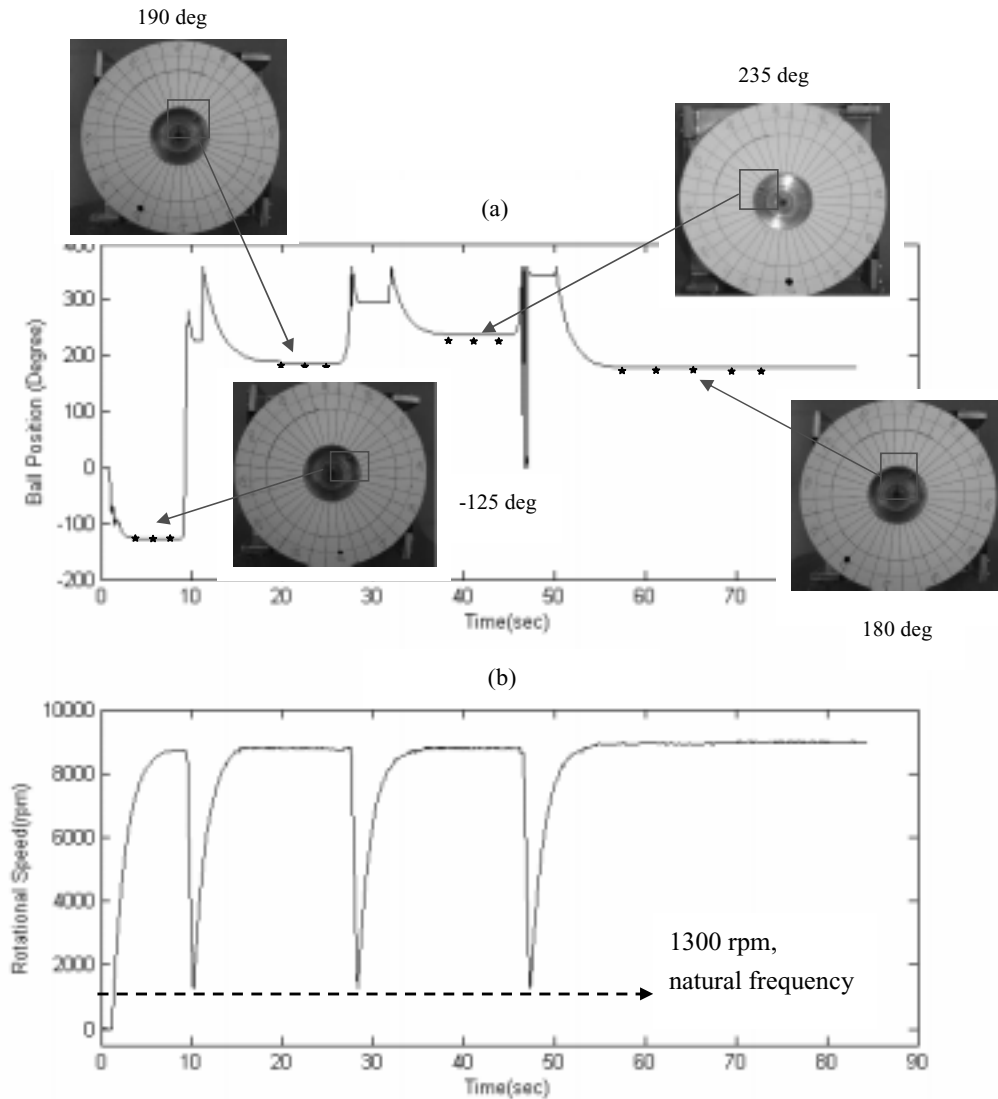 190 deg
235 deg
(a)
400
300
200
100
0
-100
-200
Ball Position (Degree)
-125 deg
0 10 20 30 40 50 60 70
Time(sec)
180 deg
(b)
10000
8000
6000
4000
2000
0
Rotational Speed(rpm)
1300 rpm,
natural frequency
0 10 20 30 40 50 60 70 80 90
Time(sec)